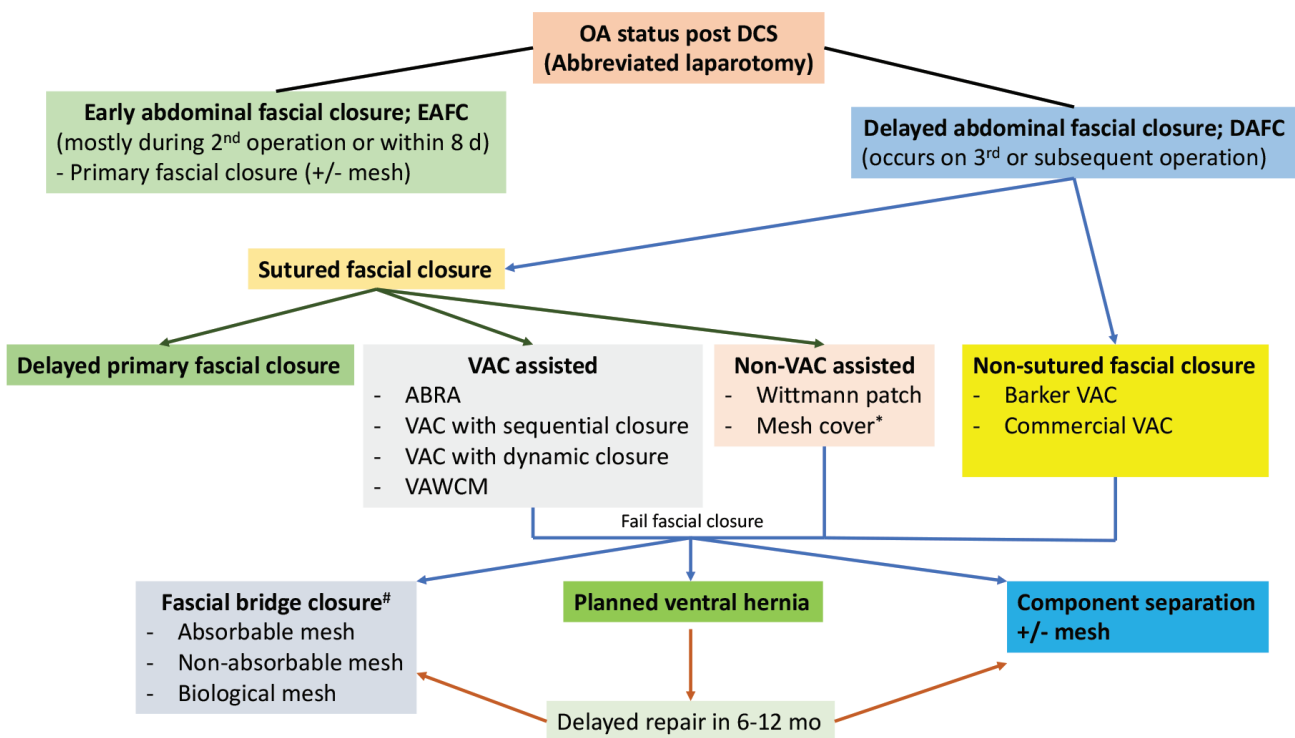 OA status post DCS
(Abbreviated laparotomy)
Early abdominal fascial closure; EAFC
(mostly during 2nd operation or within 8 d)
- Primary fascial closure (+/- mesh)
Delayed abdominal fascial closure; DAFC
(occurs on 3rd or subsequent operation)
Sutured fascial closure
Delayed primary fascial closure
VAC assisted
- ABRA
- VAC with sequential closure
- VAC with dynamic closure
- VAWCM
Non-VAC assisted
- Wittmann patch
- Mesh cover*
Non-sutured fascial closure
- Barker VAC
- Commercial VAC
Fail fascial closure
Fascial bridge closure#
- Absorbable mesh
- Non-absorbable mesh
- Biological mesh
Planned ventral hernia
Component separation
+/- mesh
Delayed repair in 6-12 mo